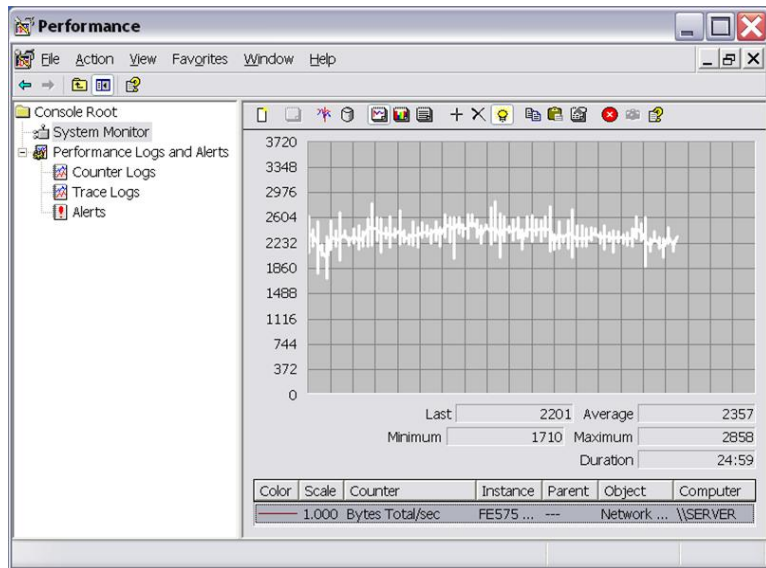 Performance
File Action View Favorites Window Help
Console Root
System Monitor
Performance Logs and Alerts
Counter Logs
Trace Logs
Alerts
3720
3348
2976
2604
2232
1860
1488
1116
744
372
0
Last 2201 Average 2357
Minimum 1710 Maximum 2858
Duration 24:59
Color Scale Counter Instance Parent Object Computer
1.000 Bytes Total/sec FE575 ... --- Network ... \\SERVER